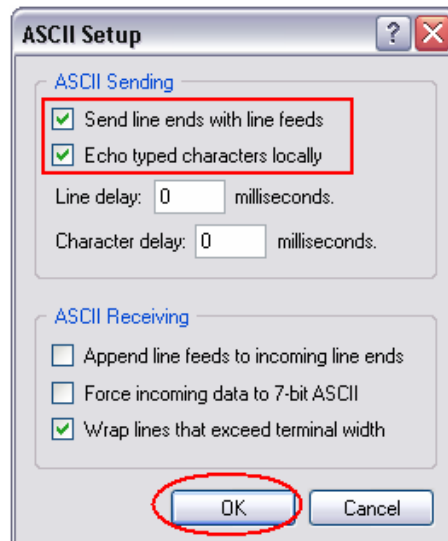 ASCII Setup
ASCII Sending
Send line ends with line feeds
Echo typed characters locally
Line delay: 0 milliseconds.
Character delay: 0 milliseconds.
ASCII Receiving
Append line feeds to incoming line ends
Force incoming data to 7-bit ASCII
Wrap lines that exceed terminal width
OK Cancel